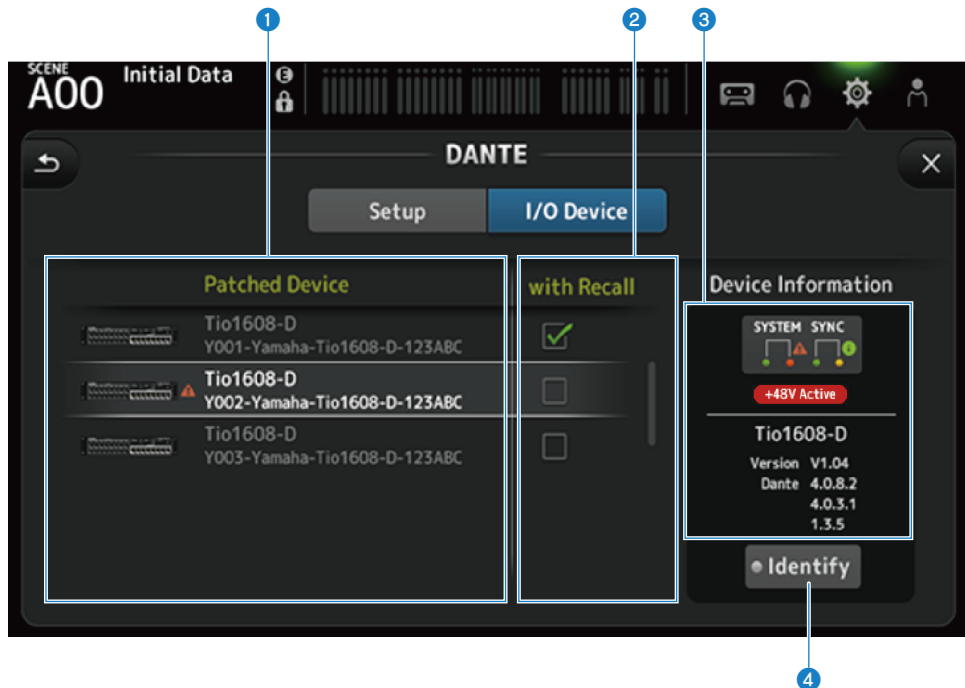 1
2
3
SCENE
A00
Initial Data
E
DANTE
Setup
I/O Device
Patched Device
with Recall
Device Information
Tio1608-D
Y001-Yamaha-Tio1608-D-123ABC
Tio1608-D
Y002-Yamaha-Tio1608-D-123ABC
Tio1608-D
Y003-Yamaha-Tio1608-D-123ABC
SYSTEM SYNC
+48V Active
Tio1608-D
Version V1.04
Dante 4.0.8.2
4.0.3.1
1.3.5
Identify
4